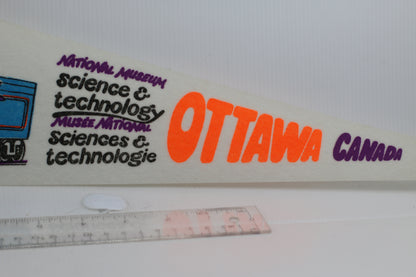 NATIONAL MUSEUM
science &
technology
MUSÉE NATIONAL
sciences &
technologie
OTTAWA
CANADA